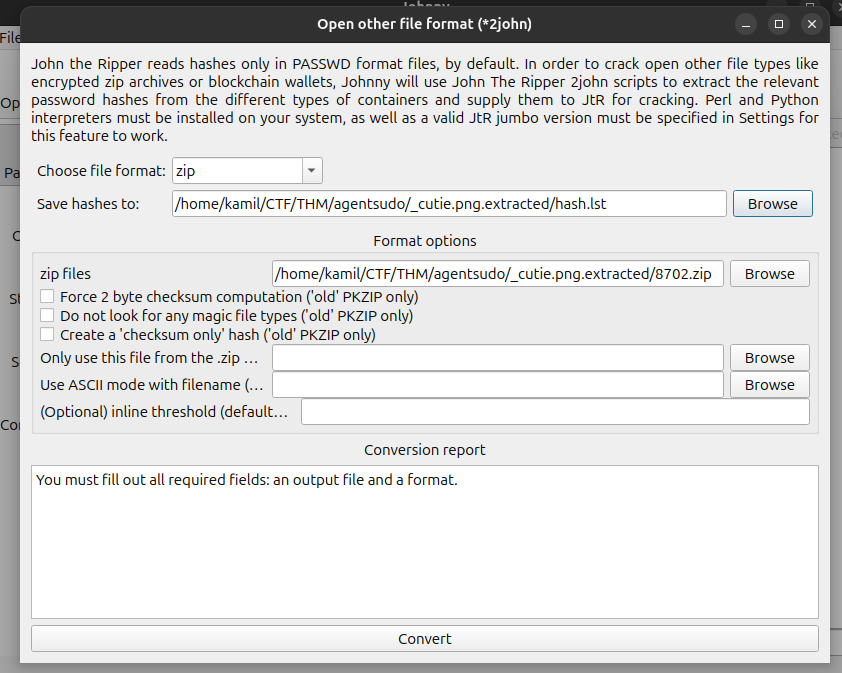 Open other file format (*2john)
File
John the Ripper reads hashes only in PASSWD format files, by default. In order to crack open other file types like
encrypted zip archives or blockchain wallets, Johnny will use John The Ripper 2john scripts to extract the relevant
password hashes from the different types of containers and supply them to JtR for cracking. Perl and Python
interpreters must be installed on your system, as well as a valid JtR jumbo version must be specified in Settings for
this feature to work.
Choose file format: zip
Save hashes to: /home/kamil/CTF/THM/agentsudo/_cutie.png.extracted/hash.lst Browse
Format options
zip files /home/kamil/CTF/THM/agentsudo/_cutie.png.extracted/8702.zip Browse
Force 2 byte checksum computation ('old' PKZIP only)
Do not look for any magic file types ('old' PKZIP only)
Create a 'checksum only' hash ('old' PKZIP only)
Only use this file from the .zip ... Browse
Use ASCII mode with filename (... Browse
(Optional) inline threshold (default...
Conversion report
You must fill out all required fields: an output file and a format.
Convert